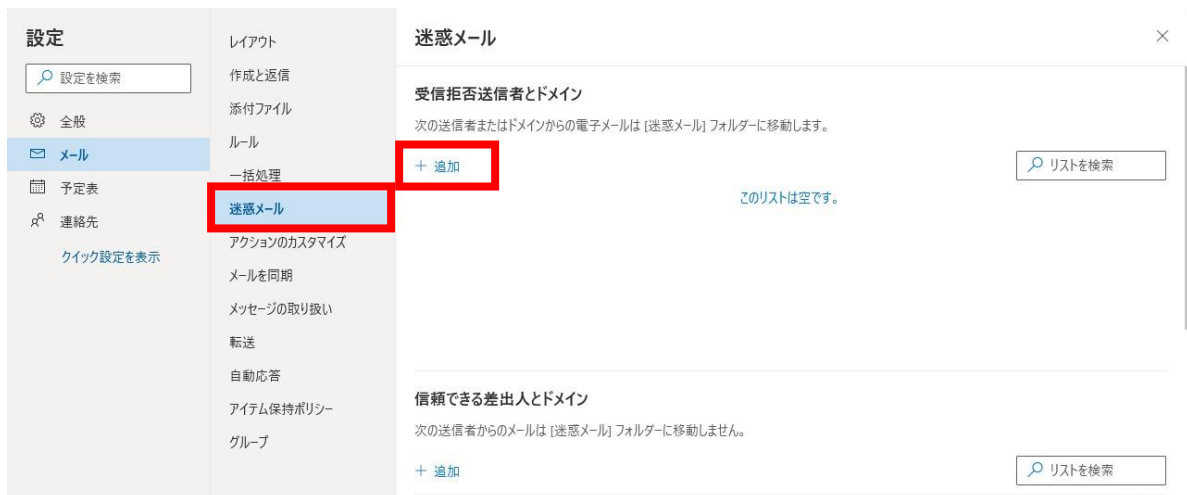 設定
設定を検索
全般
メール
予定表
連絡先
クイック設定を表示
レイアウト
作成と返信
添付ファイル
ルール
一括処理
迷惑メール
アクションのカスタマイズ
メールを同期
メッセージの取り扱い
転送
自動応答
アイテム保持ポリシー
グループ
迷惑メール
受信拒否送信者とドメイン
次の送信者またはドメインからの電子メールは [迷惑メール] フォルダーに移動します。
+ 追加
リストを検索
このリストは空です。
信頼できる差出人とドメイン
次の送信者からのメールは [迷惑メール] フォルダーに移動しません。
+ 追加
リストを検索